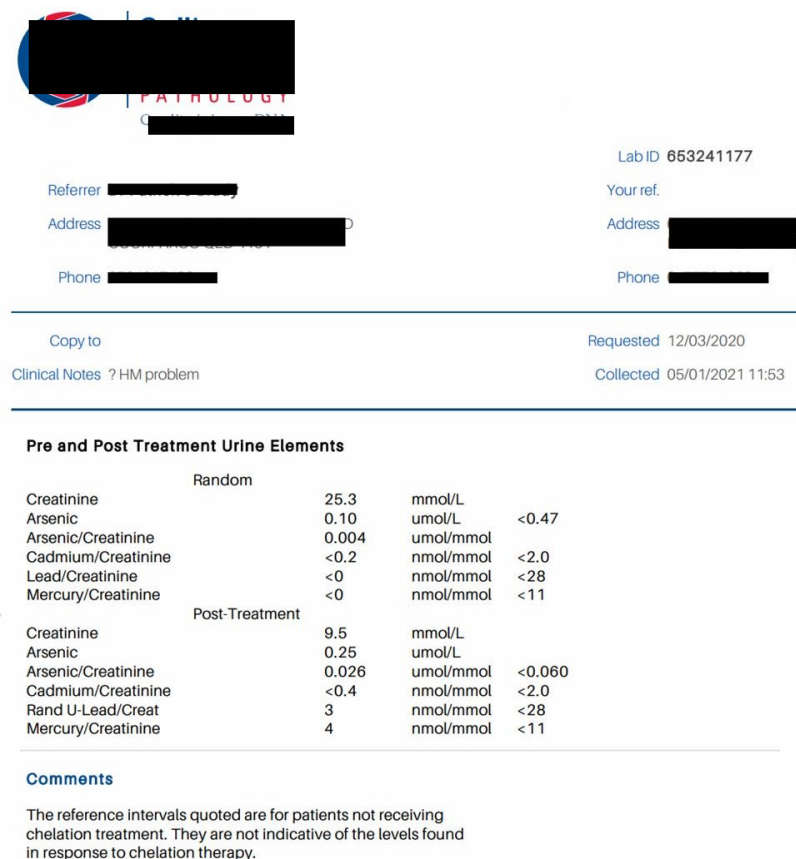 PATHOLOGY
Lab ID 653241177
Referrer
Your ref.
Address
Address
Phone
Phone
Copy to
Requested 12/03/2020
Clinical Notes ? HM problem
Collected 05/01/2021 11:53
Pre and Post Treatment Urine Elements
Random
Creatinine 25.3 mmol/L
Arsenic 0.10 umol/L <0.47
Arsenic/Creatinine 0.004 umol/mmol
Cadmium/Creatinine <0.2 nmol/mmol <2.0
Lead/Creatinine <0 nmol/mmol <28
Mercury/Creatinine <0 nmol/mmol <11
Post-Treatment
Creatinine 9.5 mmol/L
Arsenic 0.25 umol/L
Arsenic/Creatinine 0.026 umol/mmol <0.060
Cadmium/Creatinine <0.4 nmol/mmol <2.0
Rand U-Lead/Creat 3 nmol/mmol <28
Mercury/Creatinine 4 nmol/mmol <11
Comments
The reference intervals quoted are for patients not receiving
chelation treatment. They are not indicative of the levels found
in response to chelation therapy.